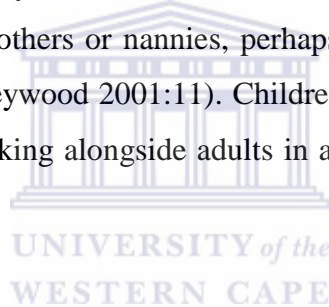 others or nannies, perhaps
eywood 2001:11). Childre
king alongside adults in a
UNIVERSITY of the
WESTERN CAPE